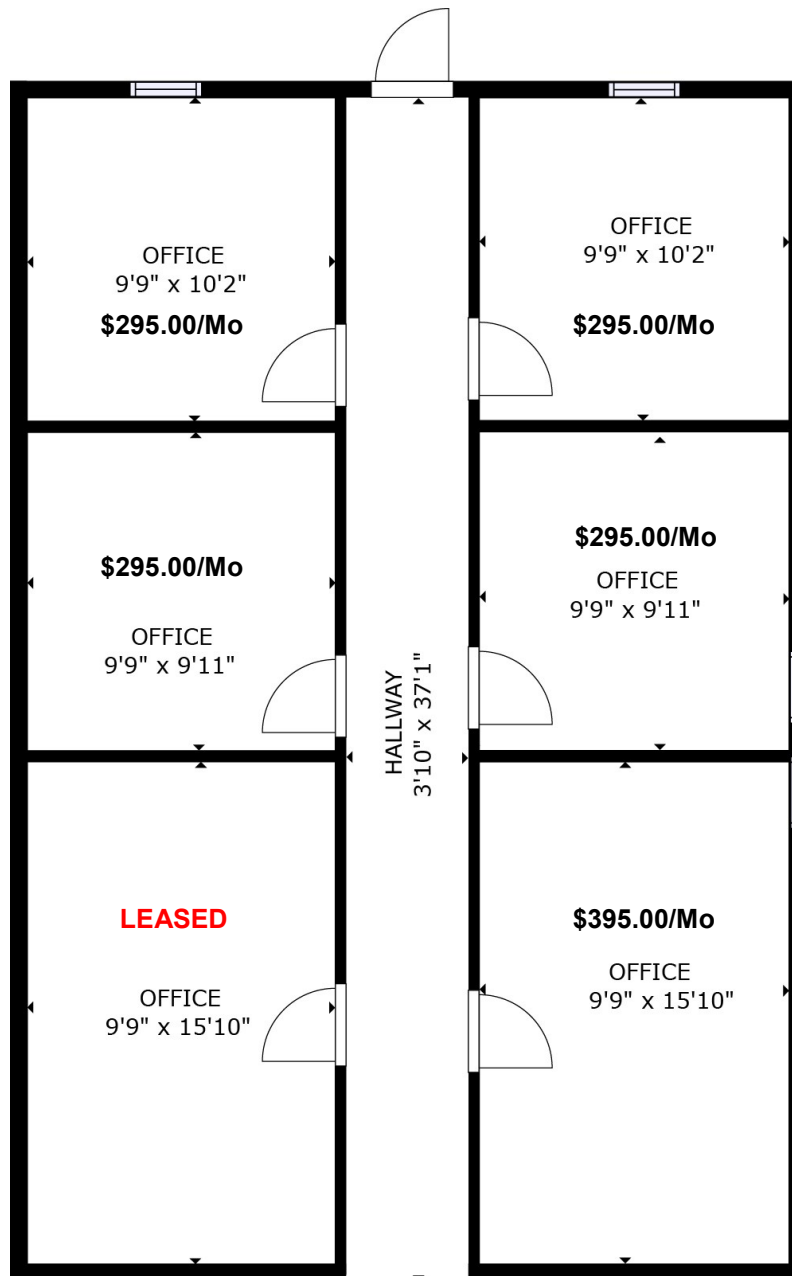 OFFICE
9'9" x 10'2"
$295.00/Mo
OFFICE
9'9" x 10'2"
$295.00/Mo
$295.00/Mo
OFFICE
9'9" x 9'11"
$295.00/Mo
OFFICE
9'9" x 9'11"
HALLWAY
3'10" x 37'1"
LEASED
OFFICE
9'9" x 15'10"
$395.00/Mo
OFFICE
9'9" x 15'10"